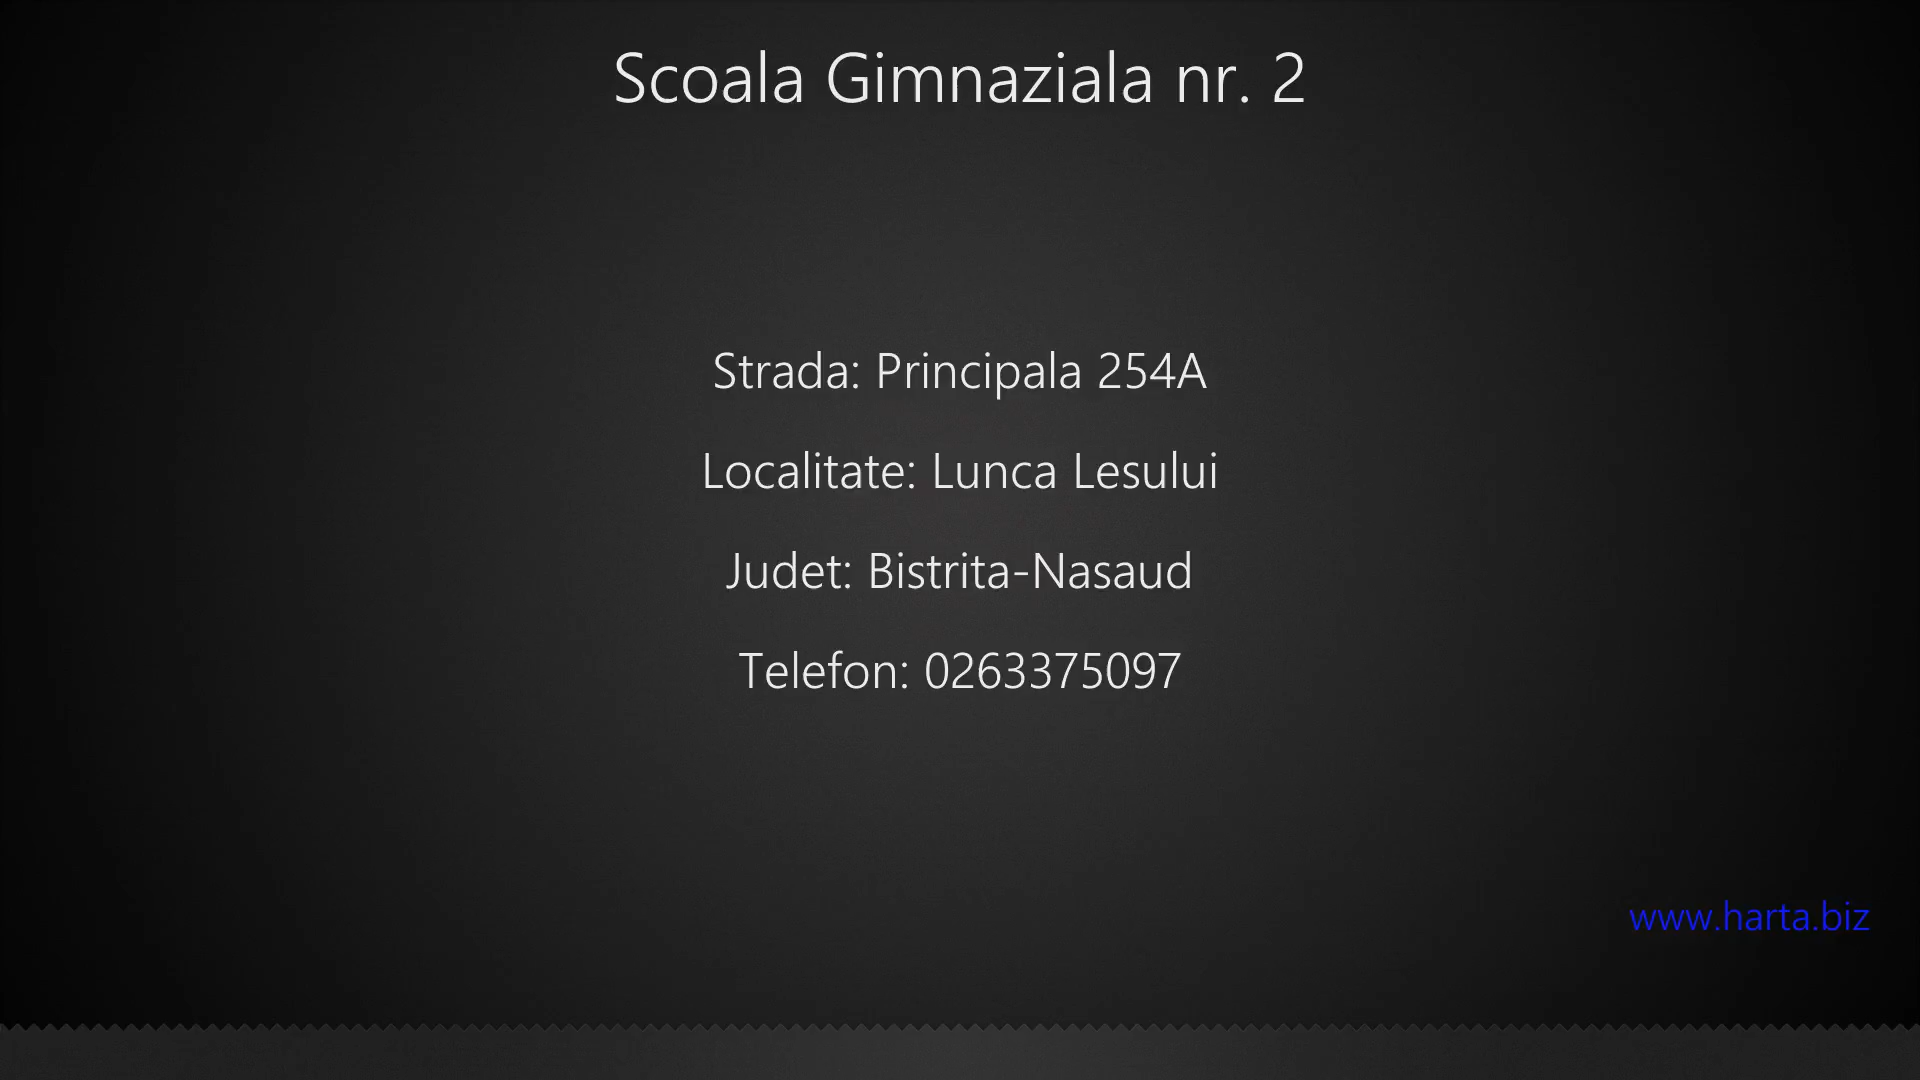 Scoala Gimnaziala nr. 2
Strada: Principala 254A
Localitate: Lunca Lesului
Judet: Bistrita-Nasaud
Telefon: 0263375097
www.harta.biz